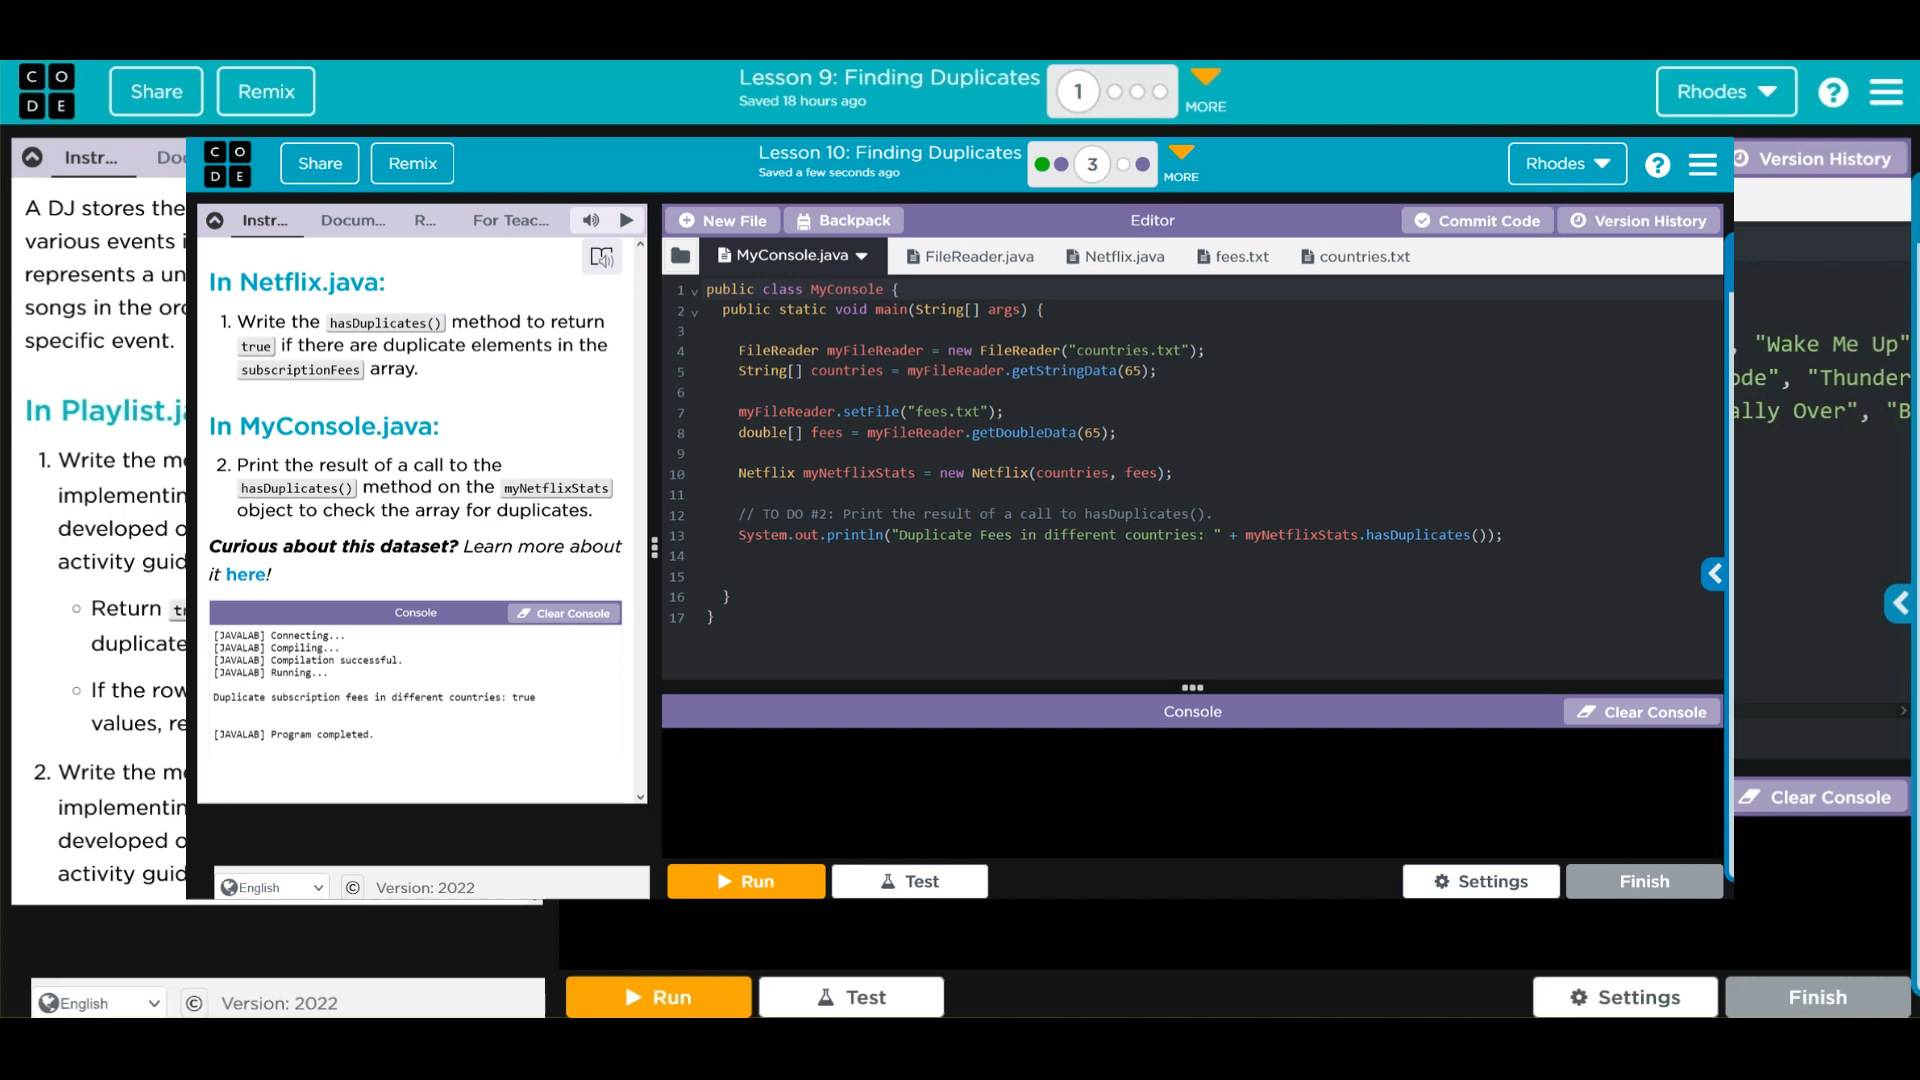 C O D E
Share
Remix
Lesson 9: Finding Duplicates
Saved 18 hours ago
1
MORE
Rhodes
?
Instr...
Version History
A DJ stores the
various events
represents a un
specific event.
In Playlist.j
1. Write the
implementin
developed
activity
Return
duplicate
If the row
values,
2. Write the
implementin
developed
activity
"Wake Me Up"
"Thunder
Over", "B
Clear Console
English
© Version: 2022
Run
Test
Settings
Finish
C O D E
Share
Remix
Lesson 10: Finding Duplicates
Saved a few seconds ago
3
MORE
Rhodes
?
Instr...
Docum...
R...
For Teac...
In Netflix.java:
1. Write the hasDuplicates() method to return
true if there are duplicate elements in the
subscriptionFees array.
In MyConsole.java:
2. Print the result of a call to the
hasDuplicates() method on the myNetflixStats
object to check the array for duplicates.
Curious about this dataset? Learn more about
it here!
Console
Clear Console
[JAVALAB] Connecting...
[JAVALAB] Compiling...
[JAVALAB] Compilation successful.
[JAVALAB] Running...
Duplicate subscription fees in different countries: true
[JAVALAB] Program completed.
English
© Version: 2022
New File
Backpack
Editor
Commit Code
Version History
MyConsole.java
FileReader.java
Netflix.java
fees.txt
countries.txt
1 public class MyConsole {
2 public static void main(String[] args) {
3
4 FileReader myFileReader = new FileReader("countries.txt");
5 String[] countries = myFileReader.getStringData(65);
6
7 myFileReader.setFile("fees.txt");
8 double[] fees = myFileReader.getDoubleData(65);
9
10 Netflix myNetflixStats = new Netflix(countries, fees);
11
12 // TO DO #2: Print the result of a call to hasDuplicates().
13 System.out.println("Duplicate Fees in different countries: " + myNetflixStats.hasDuplicates());
14
15
16 }
17 }
Console
Clear Console
Run
Test
Settings
Finish